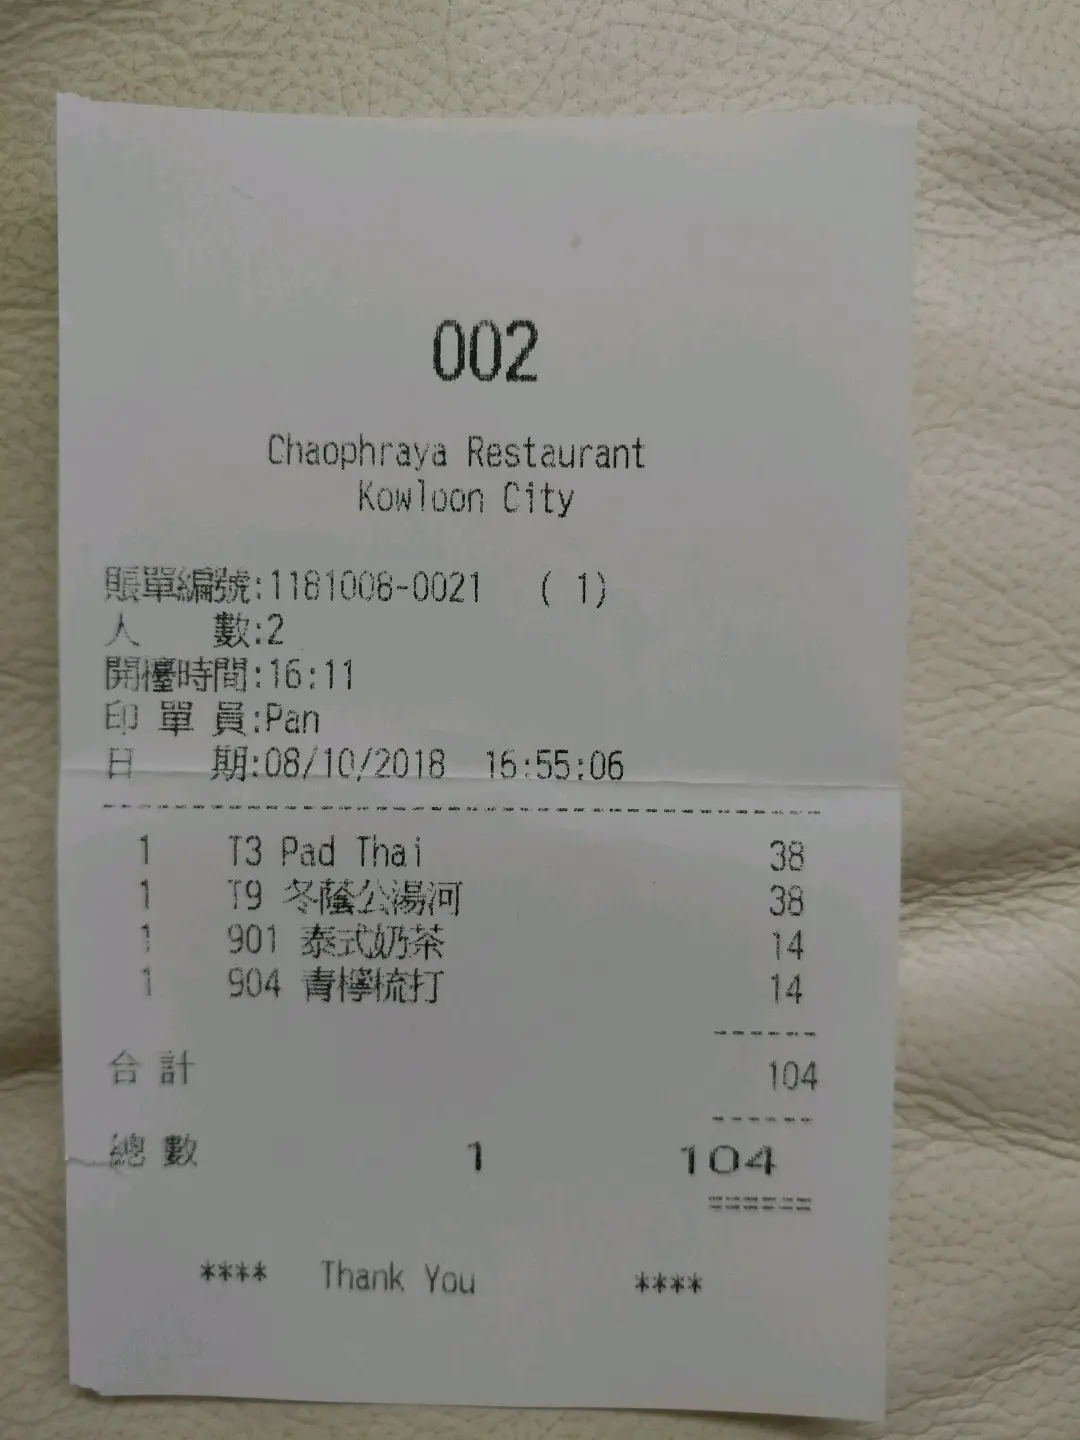 002
Chaophraya Restaurant
Kowloon City
賬單編號:1181008-0021 ( 1)
人 數:2
開檯時間:16:11
印 單 員:Pan
日 期:08/10/2018 16:55:06
1 T3 Pad Thai 38
1 T9 冬蔭公湯河 38
1 901 泰式奶茶 14
1 904 青檸梳打 14
合 計 104
總 數 1 104
**** Thank You ****